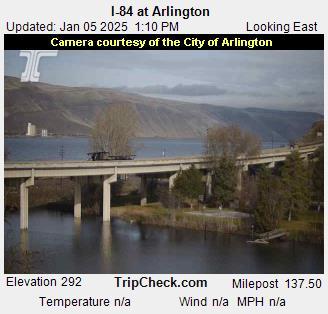 I-84 at Arlington
Updated: Jan 05 2025 1:10 PM Looking East
Camera courtesy of the City of Arlington
Elevation 292 TripCheck.com Milepost 137.50
Temperature n/a Wind n/a MPH n/a